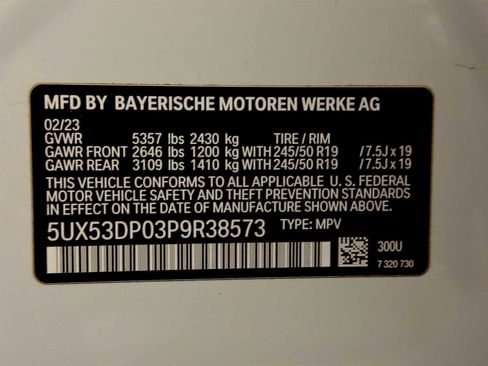 MFD BY BAYERISCHE MOTOREN WERKE AG
02/23
GVWR 5357 lbs 2430 kg TIRE / RIM
GAWR FRONT 2646 lbs 1200 kg WITH 245/50 R19 /7.5J x 19
GAWR REAR 3109 lbs 1410 kg WITH 245/50 R19 /7.5J x 19
THIS VEHICLE CONFORMS TO ALL APPLICABLE U. S. FEDERAL
MOTOR VEHICLE SAFETY AND THEFT PREVENTION STANDARDS
IN EFFECT ON THE DATE OF MANUFACTURE SHOWN ABOVE.
5UX53DP03P9R38573 TYPE: MPV
300U
7 320 730